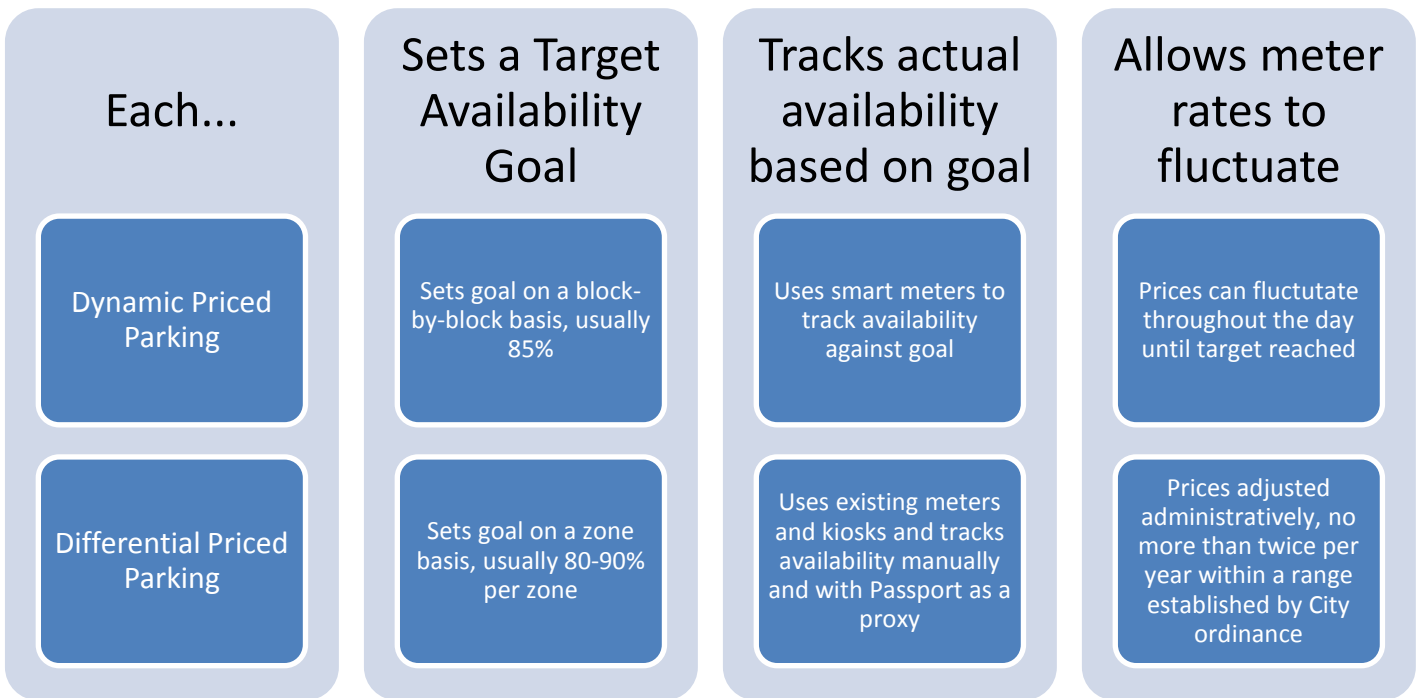 Each...
Dynamic Priced
Parking
Differential Priced
Parking
Sets a Target
Availability
Goal
Sets goal on a block-
by-block basis, usually
85%
Sets goal on a zone
basis, usually 80-90%
per zone
Tracks actual
availability
based on goal
Uses smart meters to
track availability
against goal
Uses existing meters
and kiosks and tracks
availability manually
and with Passport as a
proxy
Allows meter
rates to
fluctuate
Prices can fluctutate
throughout the day
until target reached
Prices adjusted
administratively, no
more than twice per
year within a range
established by City
ordinance